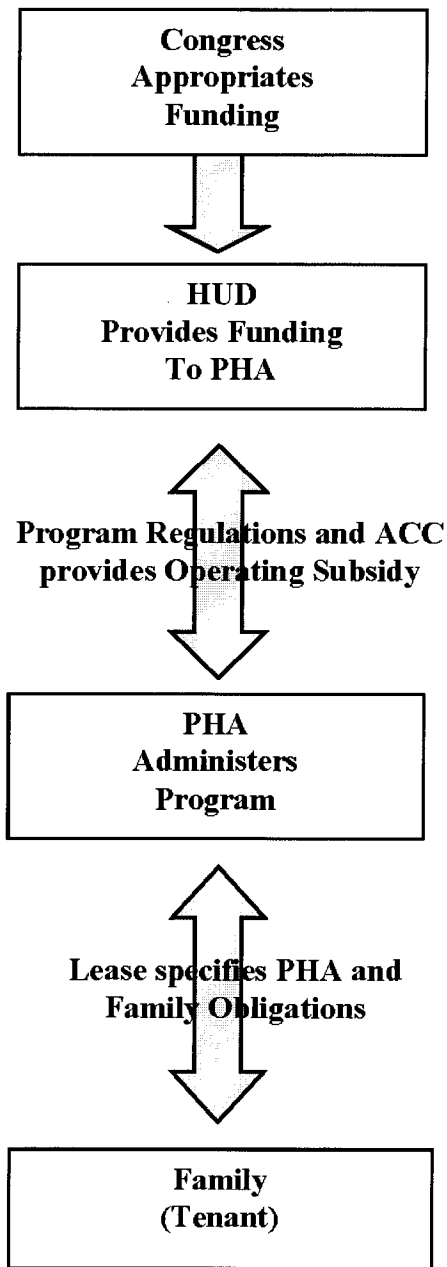 Congress
Appropriates
Funding
HUD
Provides Funding
To PHA
Program Regulations and ACC
provides Operating Subsidy
PHA
Administers
Program
Lease specifies PHA and
Family Obligations
Family
(Tenant)